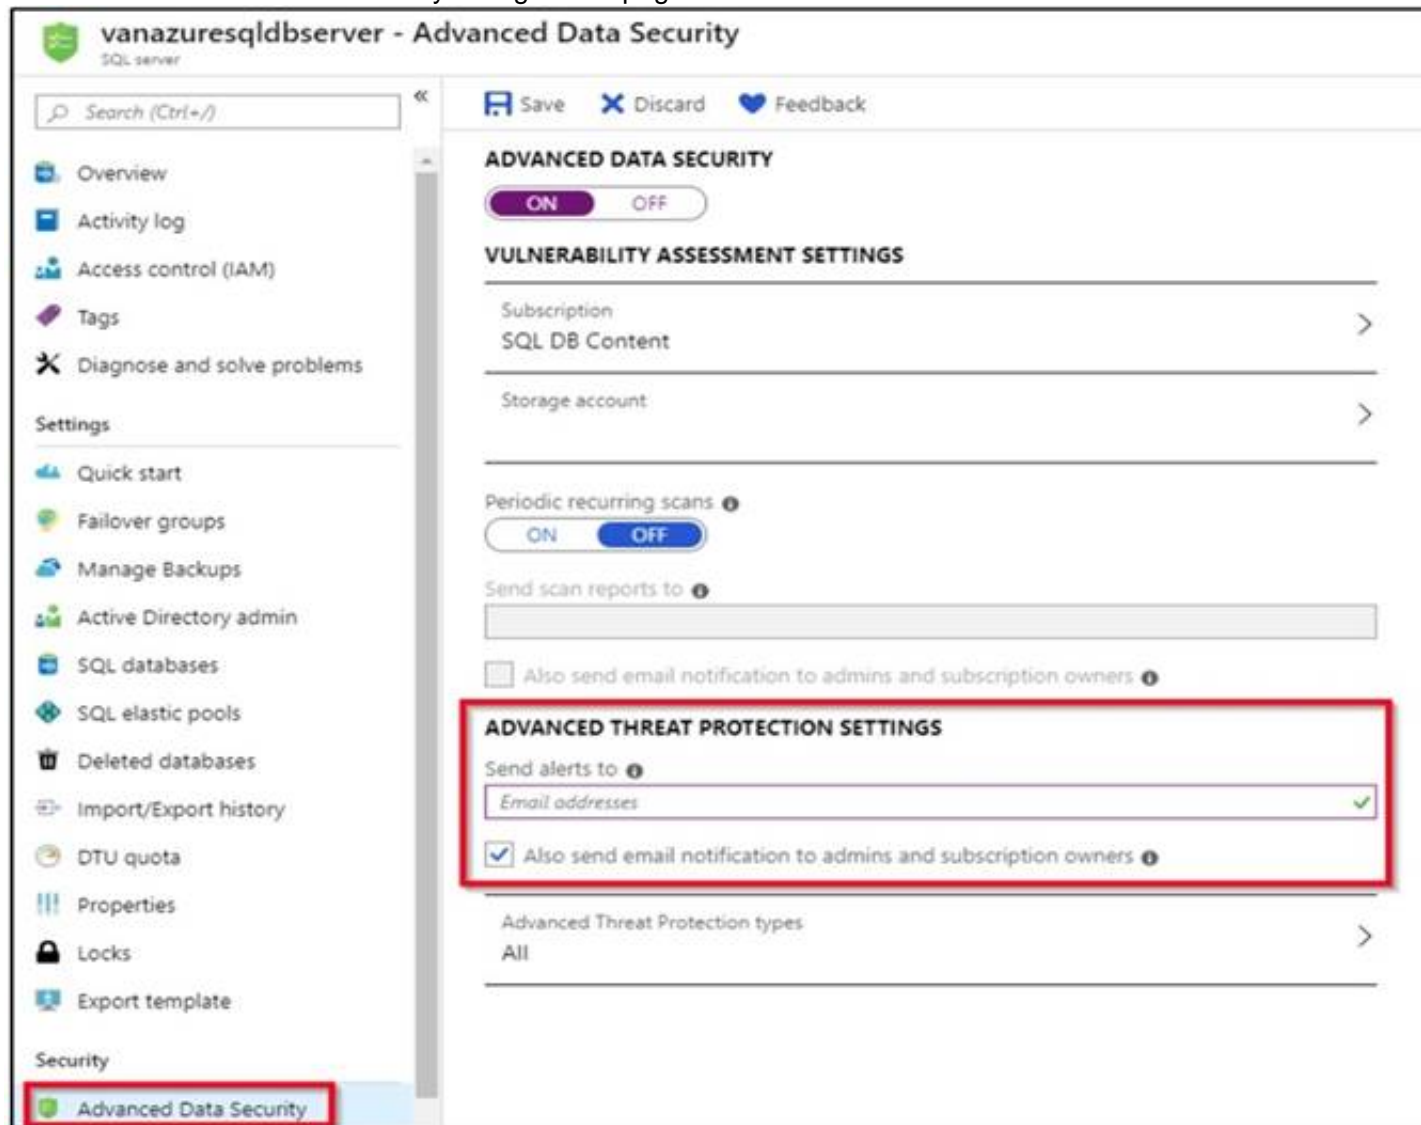 vanazuresqldbserver - Advanced Data Security
SQL server
Search (Ctrl+/)
«
Overview
Activity log
Access control (IAM)
Tags
Diagnose and solve problems
Settings
Quick start
Failover groups
Manage Backups
Active Directory admin
SQL databases
SQL elastic pools
Deleted databases
Import/Export history
DTU quota
Properties
Locks
Export template
Security
Advanced Data Security
Save Discard Feedback
ADVANCED DATA SECURITY
ON OFF
VULNERABILITY ASSESSMENT SETTINGS
Subscription
SQL DB Content
Storage account
Periodic recurring scans
ON OFF
Send scan reports to
Also send email notification to admins and subscription owners
ADVANCED THREAT PROTECTION SETTINGS
Send alerts to
Email addresses
Also send email notification to admins and subscription owners
Advanced Threat Protection types
All